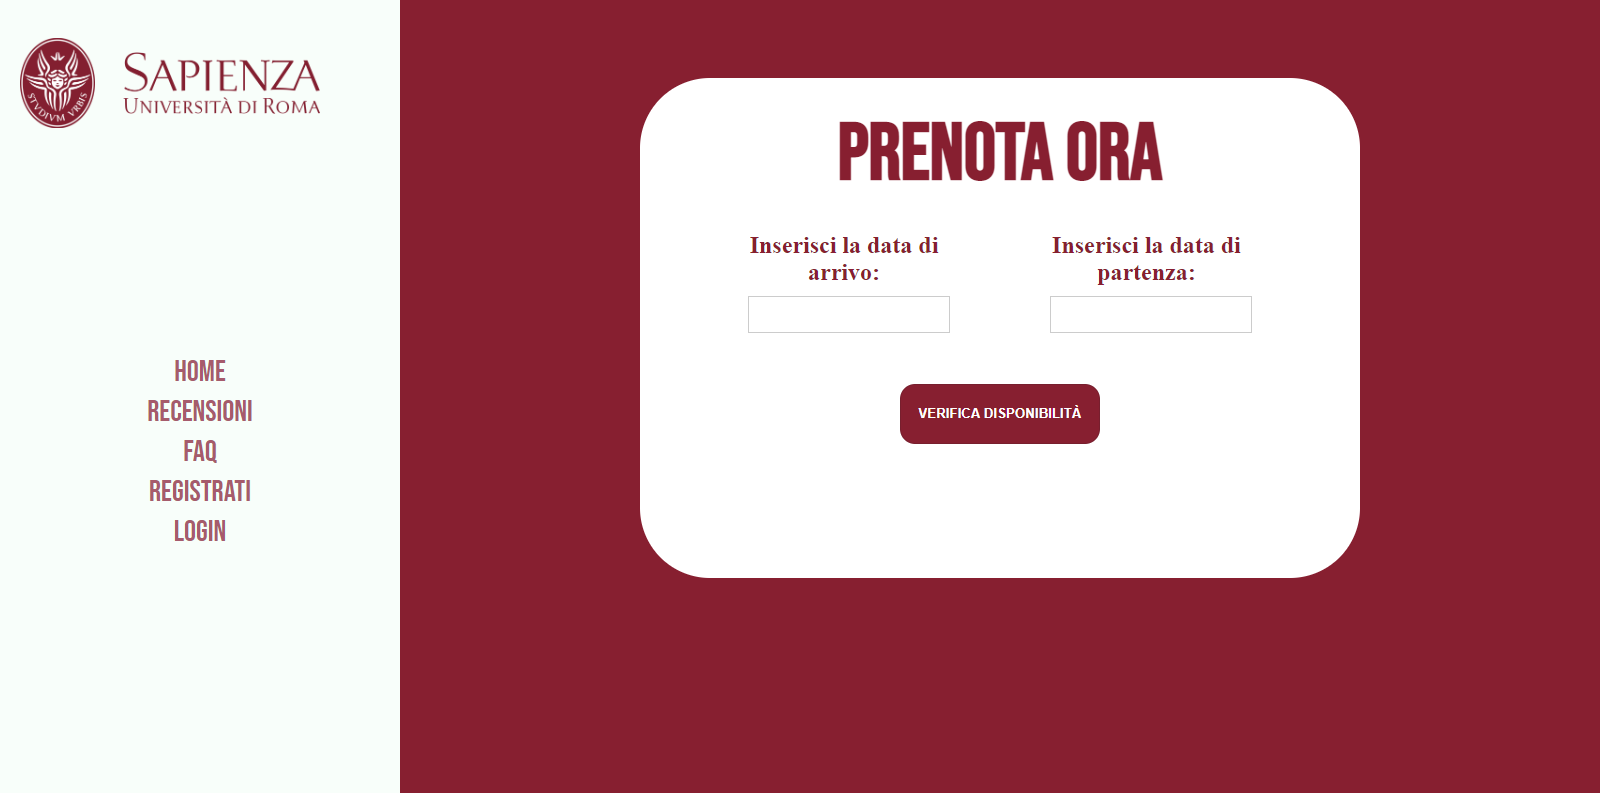 STVDIVM VRBIS
SAPIENZA
UNIVERSITÀ DI ROMA
HOME
RECENSIONI
FAQ
REGISTRATI
LOGIN
PRENOTA ORA
Inserisci la data di
arrivo:
Inserisci la data di
partenza:
VERIFICA DISPONIBILITÀ